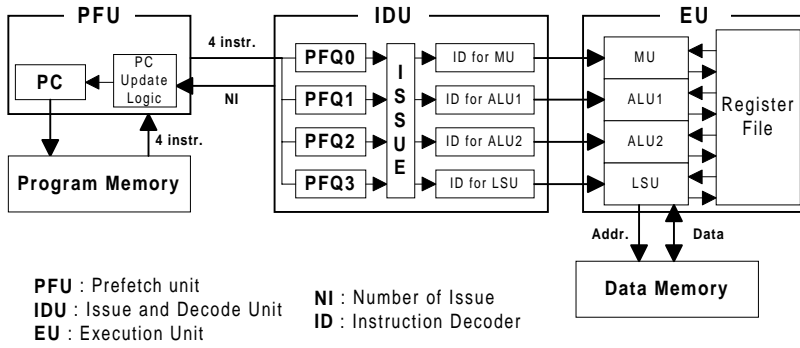 PFU
PC
PC
Update
Logic
4 instr.
NI
4 instr.
Program Memory
IDU
PFQ0
PFQ1
PFQ2
PFQ3
I
S
S
U
E
ID for MU
ID for ALU1
ID for ALU2
ID for LSU
EU
MU
ALU1
ALU2
LSU
Register
File
Addr.
Data
Data Memory
PFU : Prefetch unit
IDU : Issue and Decode Unit
EU : Execution Unit
NI : Number of Issue
ID : Instruction Decoder